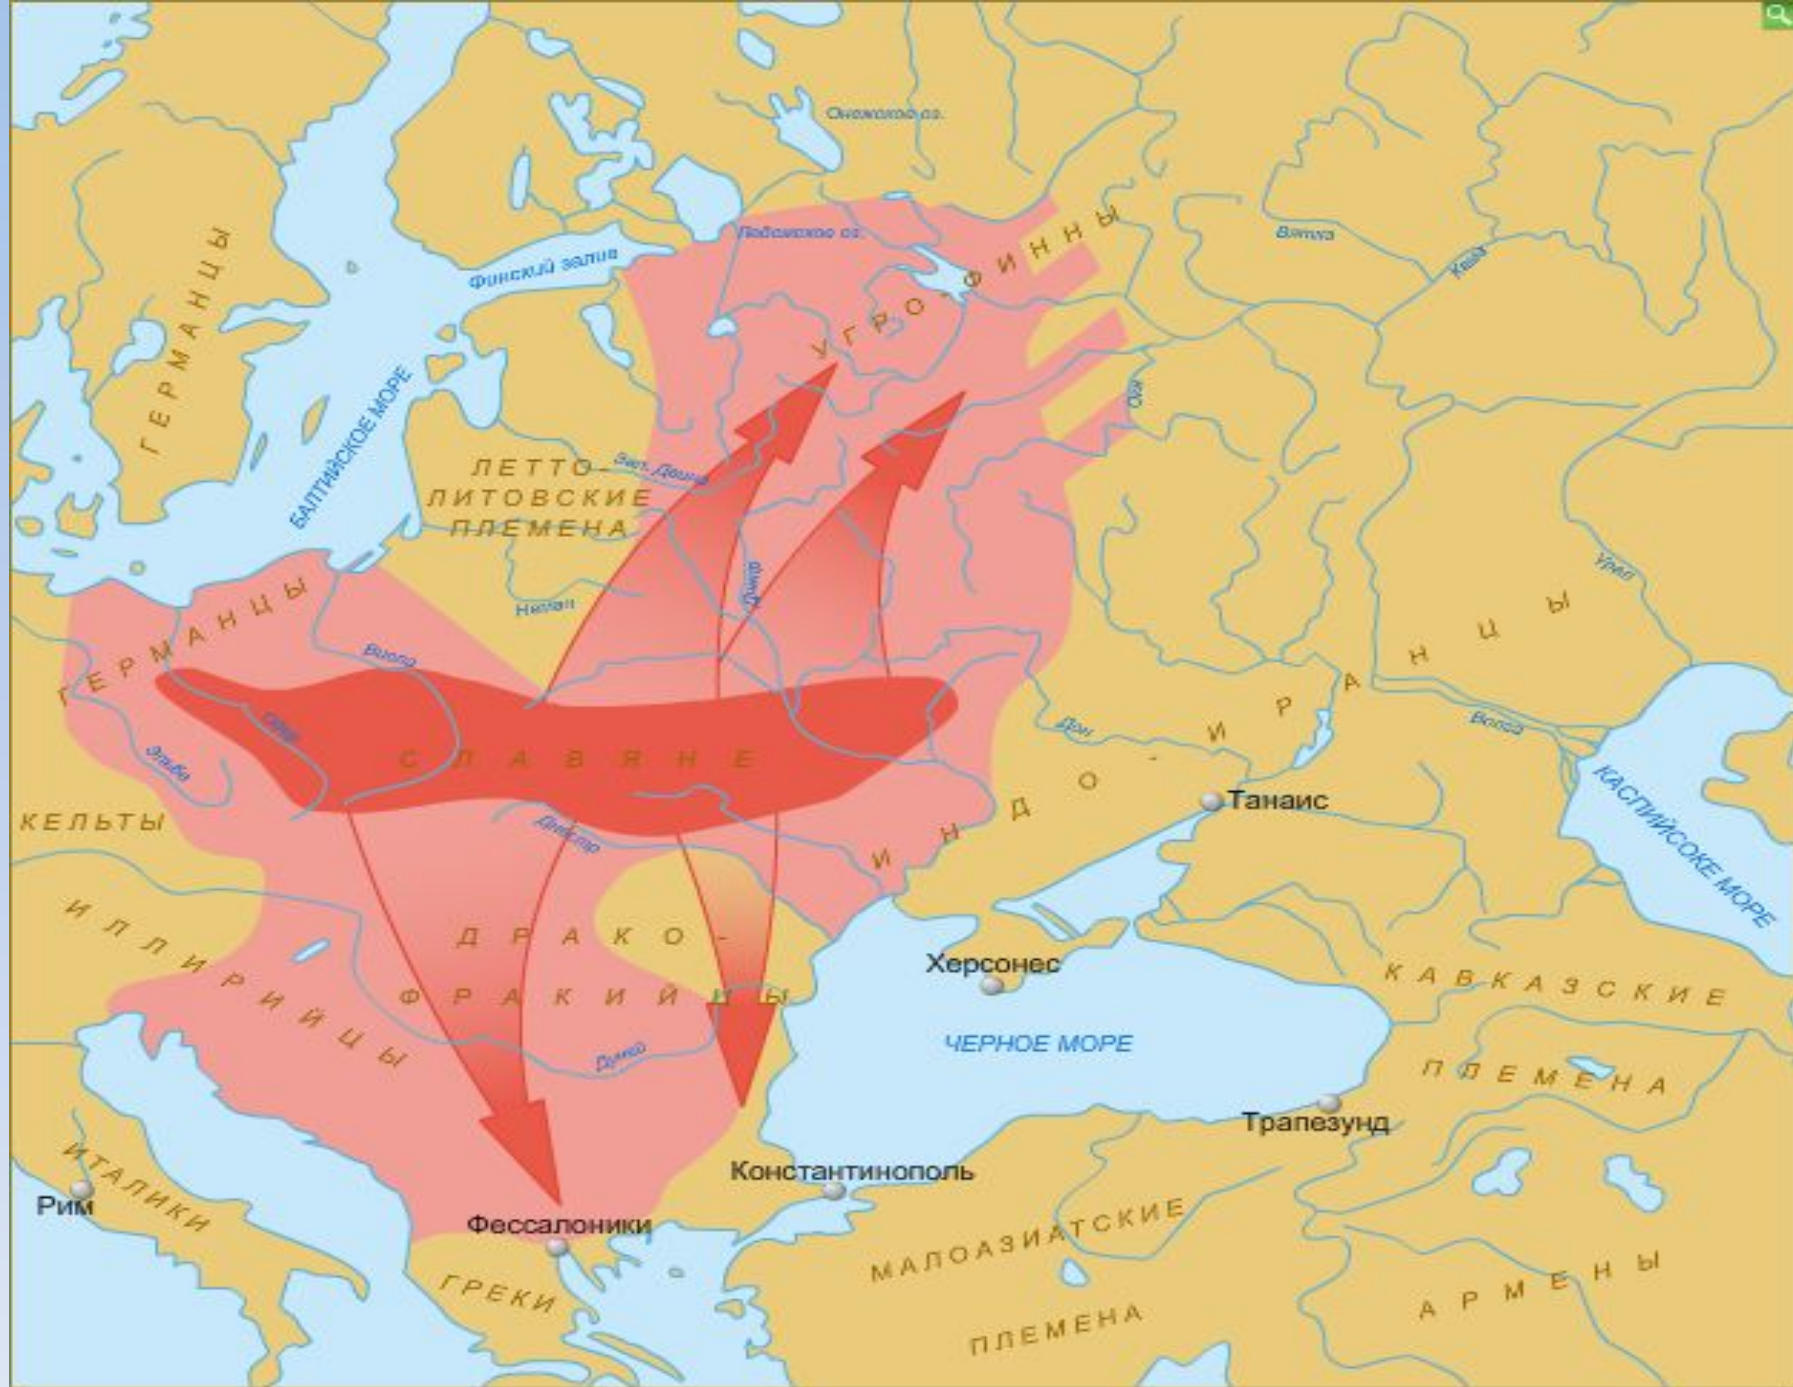 Онежское оз.
Ладожское оз.
УГРО-ФИННЫ
Вятка
Кама
Финский залив
ГЕРМАНЦЫ
БАЛТИЙСКОЕ МОРЕ
Ока
ЛЕТТО-
ЛИТОВСКИЕ
ПЛЕМЕНА
Зап. Двина
Днепр
Неман
Урал
ГЕРМАНЦЫ
Висла
Одер
Эльба
СЛАВЯНЕ
Дон
Волга
ИНДО-ИРАНЦЫ
Танаис
КАСПИЙСОКЕ МОРЕ
КЕЛЬТЫ
Днестр
ИЛЛИРИЙЦЫ
ДРАКО-
ФРАКИЙЦЫ
Дунай
Херсонес
ЧЕРНОЕ МОРЕ
КАВКАЗСКИЕ
ПЛЕМЕНА
Трапезунд
Константинополь
ИТАЛИКИ
Рим
Фессалоники
ГРЕКИ
МАЛОАЗИАТСКИЕ
ПЛЕМЕНА
АРМЕНЫ